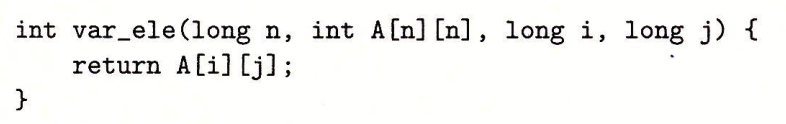 int var_ele(long n, int A[n][n], long i, long j) {
    return A[i][j];
}